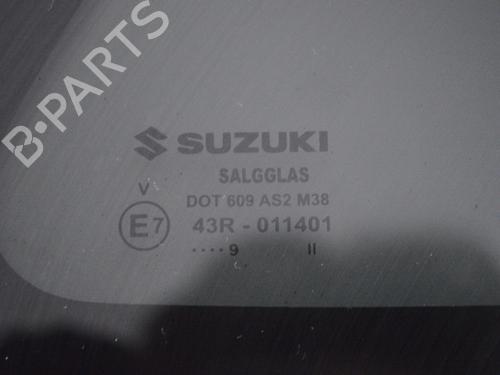 B-PARTS
SUZUKI
SALGGLAS
DOT 609 AS2 M38
V
E7 43R - 011401
....9 II